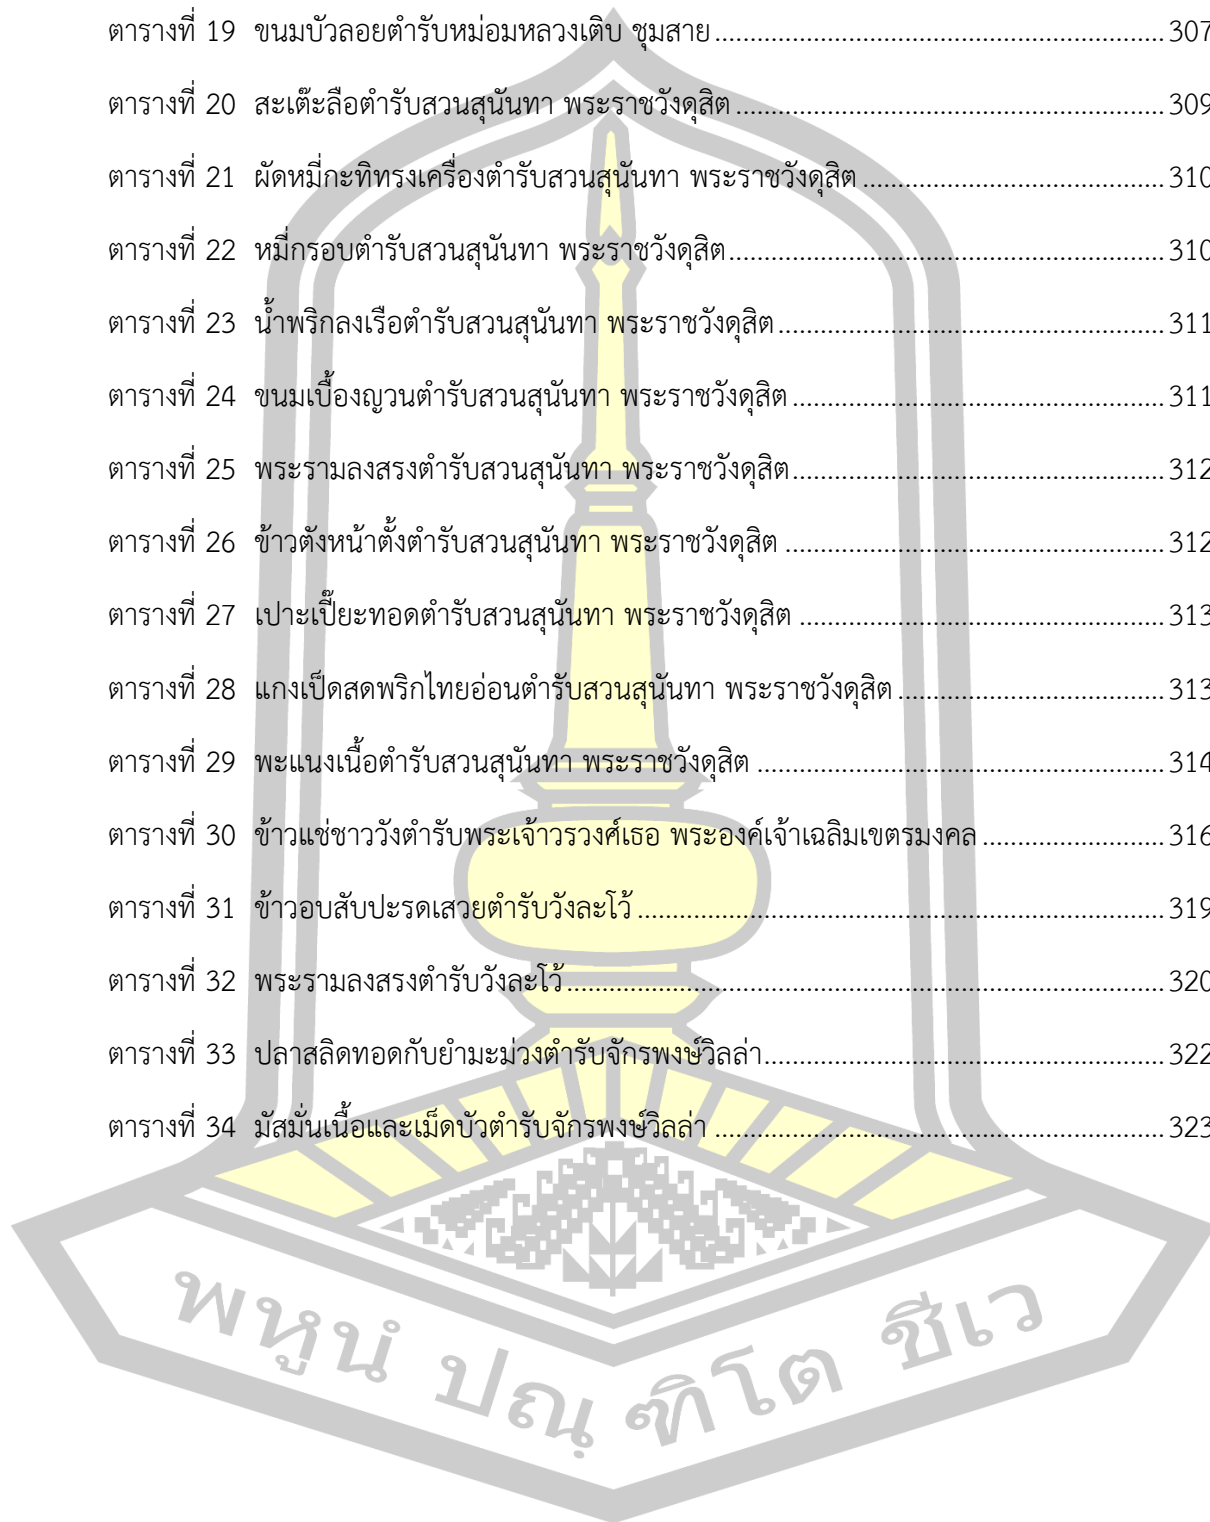 ตารางที่ 19 ขนมบัวลอยตำรับหม่อมหลวงเติบ ชุมสาย ........ 307
ตารางที่ 20 สะเต๊ะลือตำรับสวนสุนันทา พระราชวังดุสิต ........ 309
ตารางที่ 21 ผัดหมี่กะทิทรงเครื่องตำรับสวนสุนันทา พระราชวังดุสิต ........ 310
ตารางที่ 22 หมี่กรอบตำรับสวนสุนันทา พระราชวังดุสิต ........ 310
ตารางที่ 23 น้ำพริกลงเรือตำรับสวนสุนันทา พระราชวังดุสิต ........ 311
ตารางที่ 24 ขนมเบื้องญวนตำรับสวนสุนันทา พระราชวังดุสิต ........ 311
ตารางที่ 25 พระรามลงสรงตำรับสวนสุนันทา พระราชวังดุสิต ........ 312
ตารางที่ 26 ข้าวตังหน้าตั้งตำรับสวนสุนันทา พระราชวังดุสิต ........ 312
ตารางที่ 27 เปาะเปี๊ยะทอดตำรับสวนสุนันทา พระราชวังดุสิต ........ 313
ตารางที่ 28 แกงเป็ดสดพริกไทยอ่อนตำรับสวนสุนันทา พระราชวังดุสิต ........ 313
ตารางที่ 29 พะแนงเนื้อตำรับสวนสุนันทา พระราชวังดุสิต ........ 314
ตารางที่ 30 ข้าวแช่ชาววังตำรับพระเจ้าวรวงศ์เธอ พระองค์เจ้าเฉลิมเขตรมงคล ........ 316
ตารางที่ 31 ข้าวอบสับปะรดเสวยตำรับวังละโว้ ........ 319
ตารางที่ 32 พระรามลงสรงตำรับวังละโว้ ........ 320
ตารางที่ 33 ปลาสลิดทอดกับยำมะม่วงตำรับจักรพงษ์วิลล่า ........ 322
ตารางที่ 34 มัสมั่นเนื้อและเม็ดบัวตำรับจักรพงษ์วิลล่า ........ 323
พหูนํ ปณฺฑิโต ชีเว